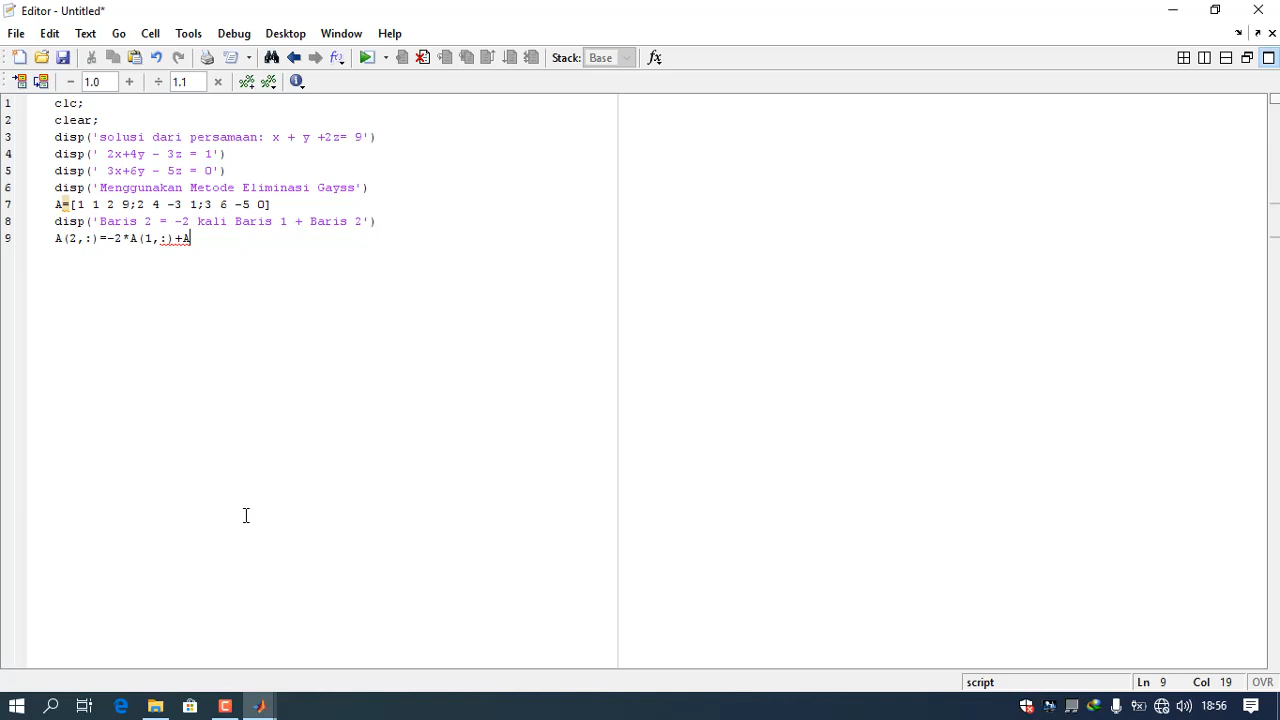 Editor - Untitled*
File Edit Text Go Cell Tools Debug Desktop Window Help
Stack: Base fx
1.0 1.1
1 clc;
2 clear;
3 disp('solusi dari persamaan: x + y +2z= 9')
4 disp(' 2x+4y - 3z = 1')
5 disp(' 3x+6y - 5z = 0')
6 disp('Menggunakan Metode Eliminasi Gayss')
7 A=[1 1 2 9;2 4 -3 1;3 6 -5 0]
8 disp('Baris 2 = -2 kali Baris 1 + Baris 2')
9 A(2,:)=-2*A(1,:)+A
script Ln 9 Col 19 OVR
18:56